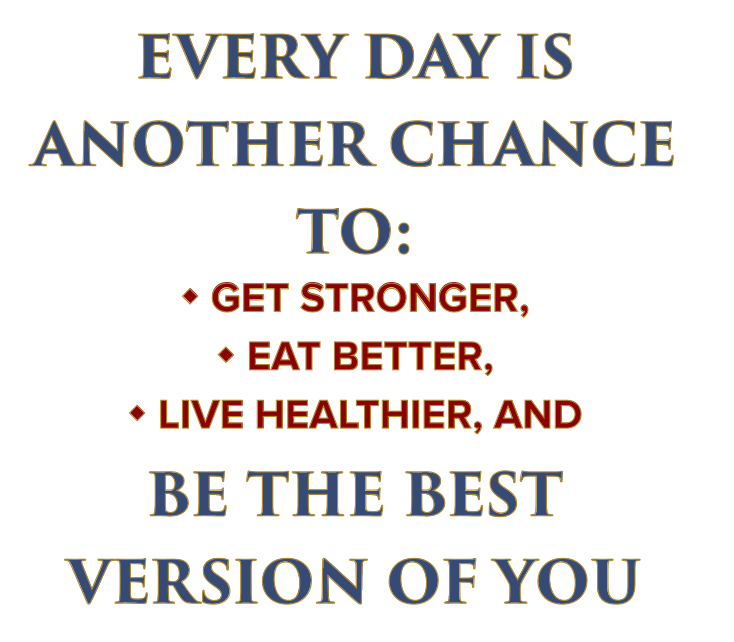 EVERY DAY IS
ANOTHER CHANCE
TO:
◆ GET STRONGER,
◆ EAT BETTER,
◆ LIVE HEALTHIER, AND
BE THE BEST
VERSION OF YOU